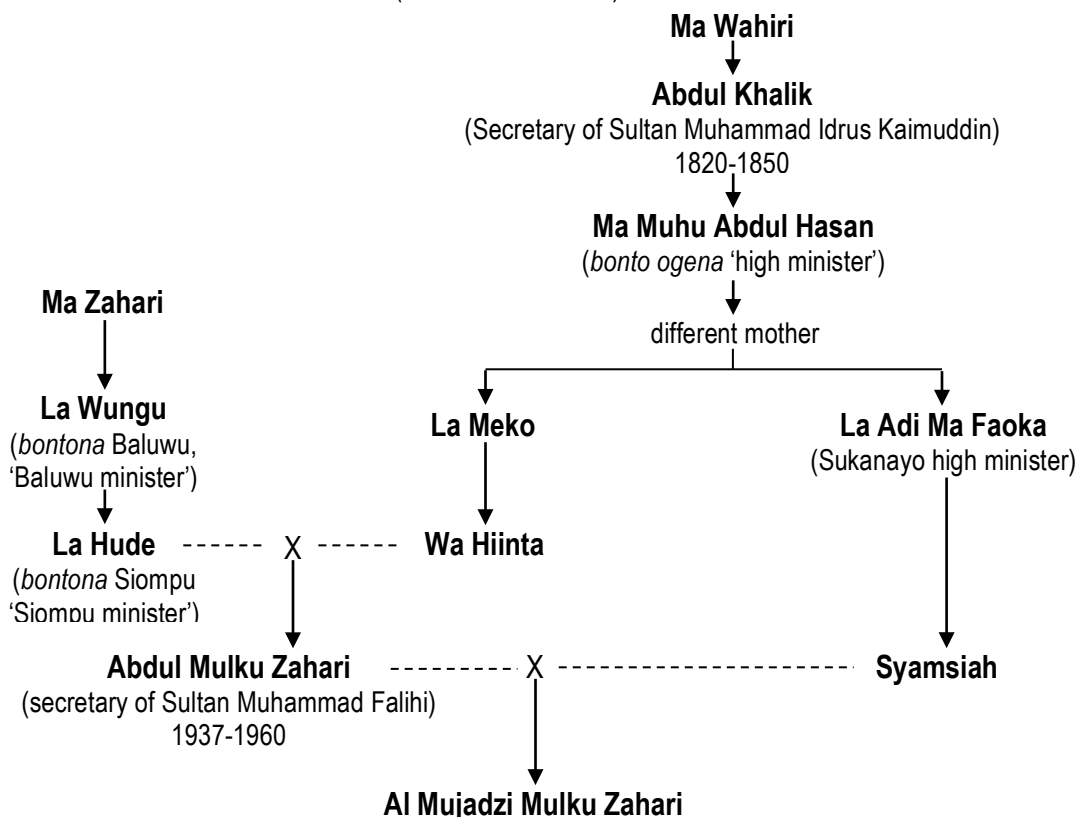 Ma Wahiri
Abdul Khalik
(Secretary of Sultan Muhammad Idrus Kaimuddin)
1820-1850
Ma Muhu Abdul Hasan
(bonto ogena ‘high minister’)
different mother
Ma Zahari
La Wungu
(bontona Baluwu,
‘Baluwu minister’)
La Meko
La Adi Ma Faoka
(Sukanayo high minister)
La Hude X Wa Hiinta
(bontona Siompu
‘Siompu minister’)
Abdul Mulku Zahari X Syamsiah
(secretary of Sultan Muhammad Falihi)
1937-1960
Al Mujadzi Mulku Zahari